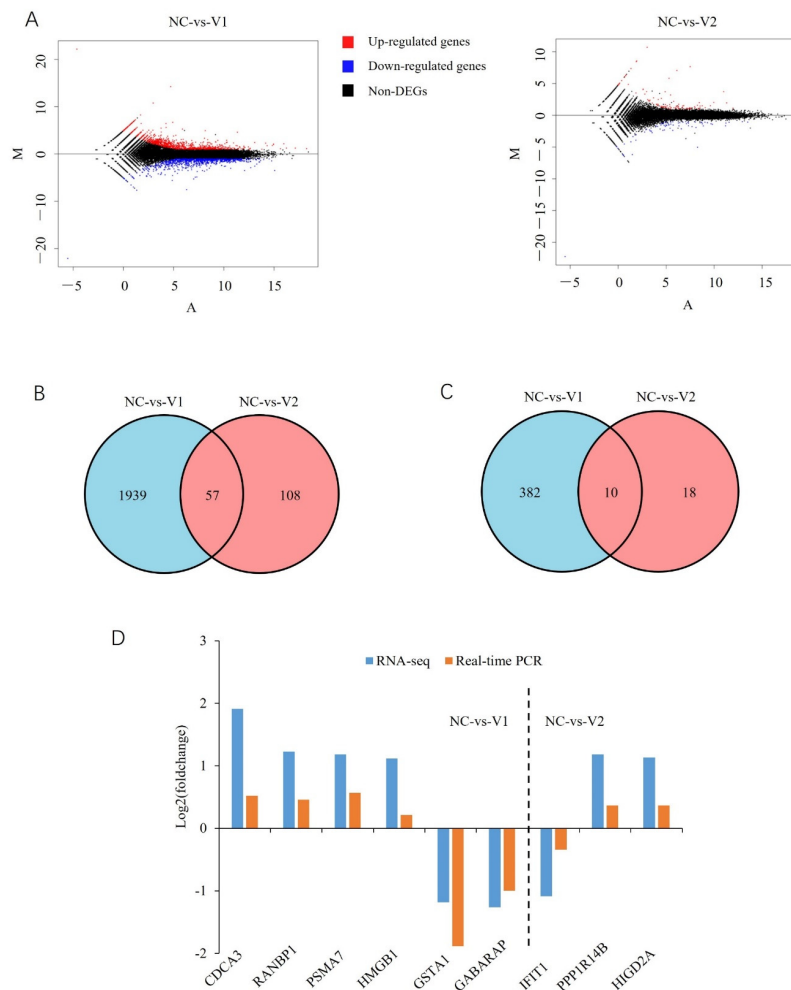 A
NC-vs-V1
NC-vs-V2
Up-regulated genes
Down-regulated genes
Non-DEGs
20
10
0
−10
−20
M
−5
0
5
10
15
A
10
5
0
−5
−10
−20
M
−5
0
5
10
15
A
B
NC-vs-V1
NC-vs-V2
1939
57
108
C
NC-vs-V1
NC-vs-V2
382
10
18
D
3
2
1
0
-1
-2
Log2(foldchange)
RNA-seq
Real-time PCR
NC-vs-V1
NC-vs-V2
CDCA3
RANBP1
PSMA7
HMGB1
GSTA1
GABARAP
IFIT1
PPP1R14B
HIGD2A